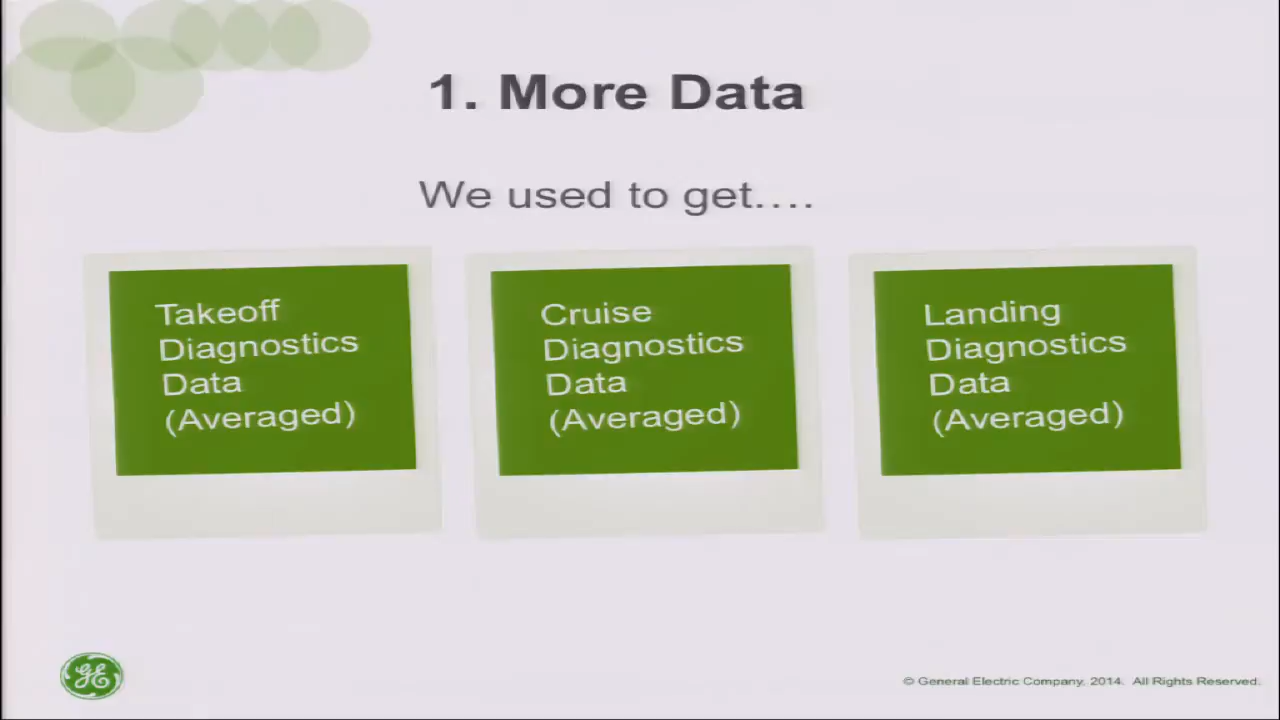 1. More Data
We used to get....
Takeoff
Diagnostics
Data
(Averaged)
Cruise
Diagnostics
Data
(Averaged)
Landing
Diagnostics
Data
(Averaged)
GE
© General Electric Company, 2014. All Rights Reserved.